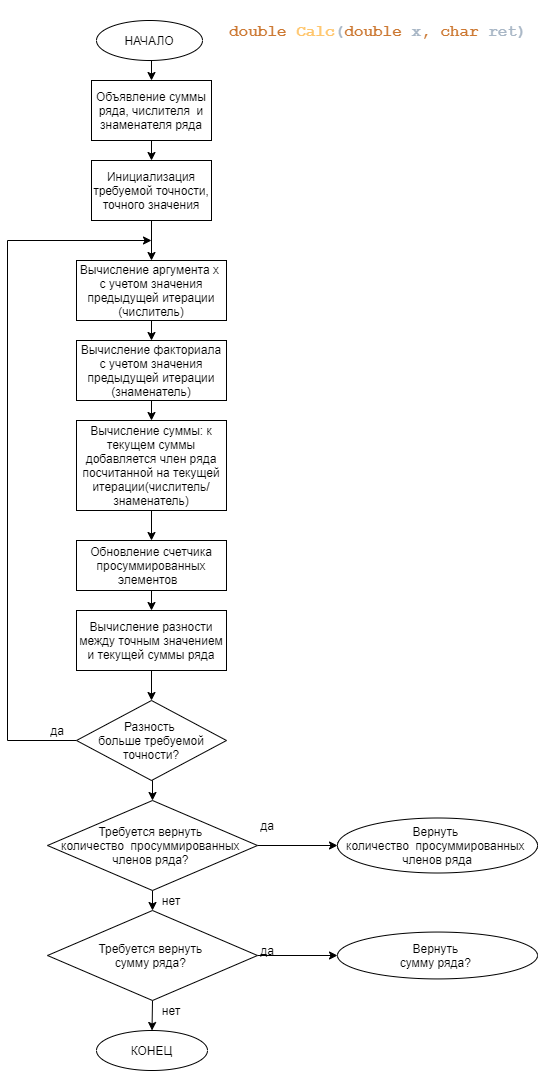 double Calc(double x, char ret)
НАЧАЛО
Объявление суммы
ряда, числителя и
знаменателя ряда
Инициализация
требуемой точности,
точного значения
Вычисление аргумента x
с учетом значения
предыдущей итерации
(числитель)
Вычисление факториала
с учетом значения
предыдущей итерации
(знаменатель)
Вычисление суммы: к
текущем суммы
добавляется член ряда
посчитанной на текущей
итерации(числитель/
знаменатель)
Обновление счетчика
просуммированных
элементов
Вычисление разности
между точным значением
и текущей суммы ряда
да
Разность
больше требуемой
точности?
Требуется вернуть
количество просуммированных
членов ряда?
да
Вернуть
количество просуммированных
членов ряда
нет
Требуется вернуть
сумму ряда?
да
Вернуть
сумму ряда?
нет
КОНЕЦ